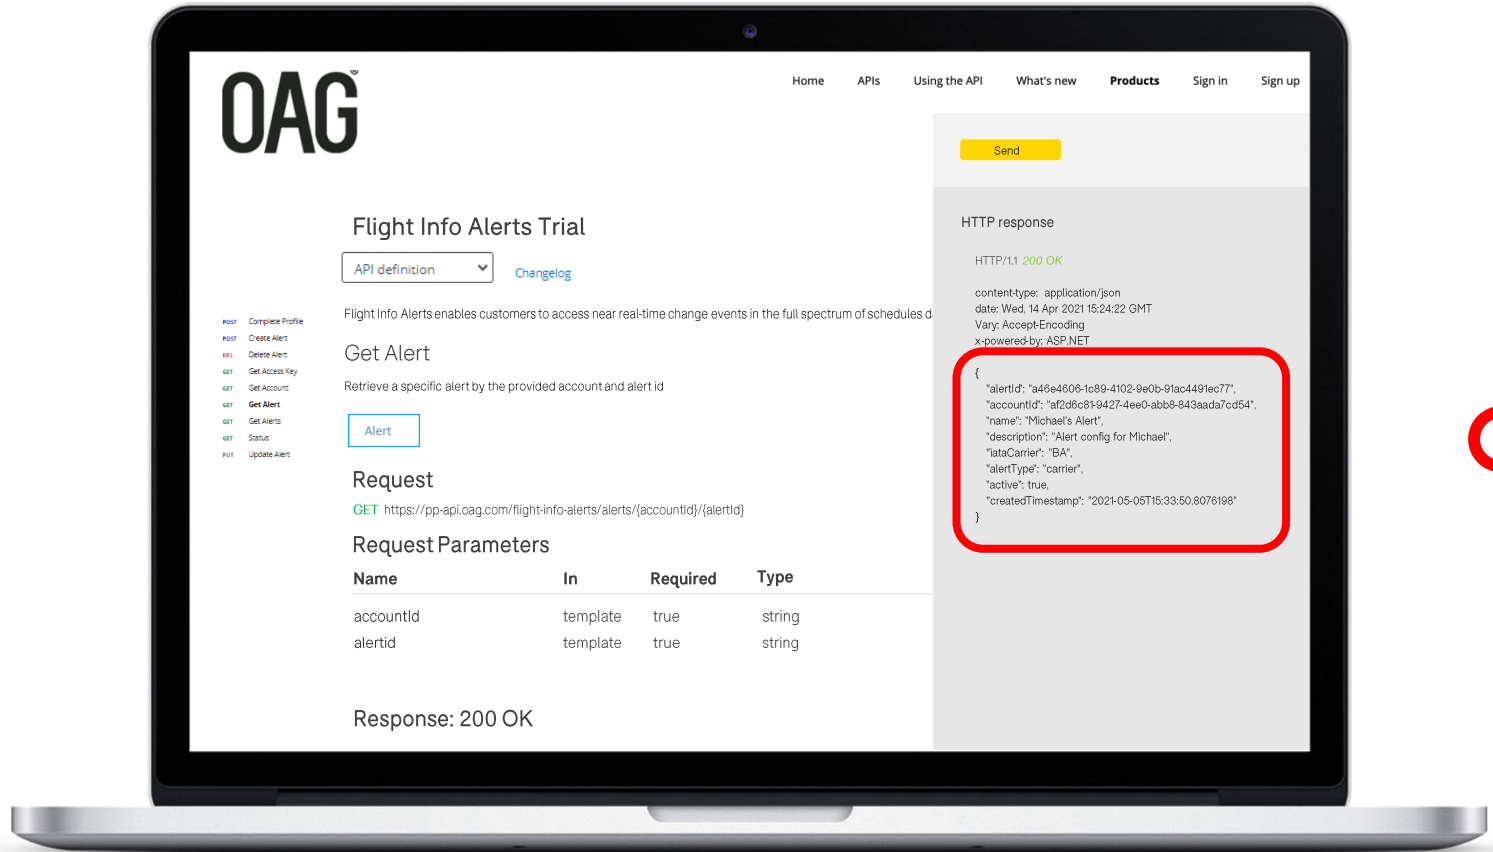 OAG®
Home APIs Using the API What's new Products Sign in Sign up
Send
Flight Info Alerts Trial
API definition Changelog
Flight Info Alerts enables customers to access near real-time change events in the full spectrum of schedules d
POST Complete Profile
POST Create Alert
DEL Delete Alert
GET Get Access Key
GET Get Account
GET Get Alert
GET Get Alerts
GET Status
PUT Update Alert
Get Alert
Retrieve a specific alert by the provided account and alert id
Alert
Request
GET https://pp-api.oag.com/flight-info-alerts/alerts/{accountId}/{alertId}
Request Parameters
Name In Required Type
accountId template true string
alertid template true string
Response: 200 OK
HTTP response
HTTP/1.1 200 OK
content-type: application/json
date: Wed, 14 Apr 2021 15:24:22 GMT
Vary: Accept-Encoding
x-powered-by: ASP.NET
{
"alertId": "a46e4606-1c89-4102-9e0b-91ac4491ec77",
"accountId": "af2d6c81-9427-4ee0-abb8-843aada7cd54",
"name": "Michael's Alert",
"description": "Alert config for Michael",
"iataCarrier": "BA",
"alertType": "carrier",
"active": true,
"createdTimestamp": "2021-05-05T15:33:50.8076198"
}